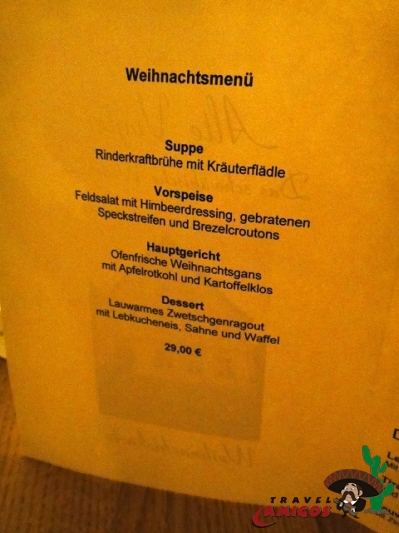 Weihnachtsmenü
Suppe
Rinderkraftbrühe mit Kräuterflädle
Vorspeise
Feldsalat mit Himbeerdressing, gebratenen
Speckstreifen und Brezelcroutons
Hauptgericht
Ofenfrische Weihnachtsgans
mit Apfelrotkohl und Kartoffelklos
Dessert
Lauwarmes Zwetschgenragout
mit Lebkucheneis, Sahne und Waffel
29,00 €
TRAVEL
AMIGOS